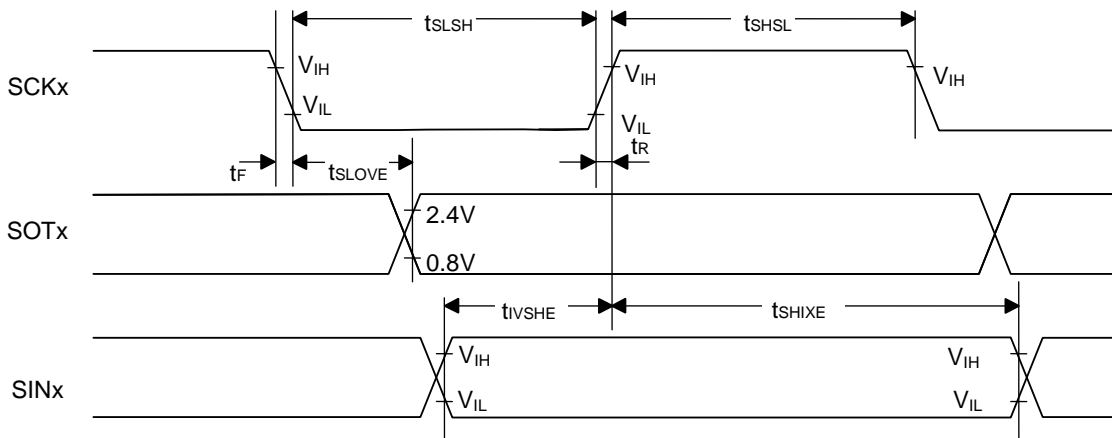 tSLSH tSHSL
SCKx VIH VIH VIH
VIL VIL
tF tSLOVE tR
SOTx 2.4V
0.8V
tIVSHE tSHIXE
SINx VIH VIH
VIL VIL